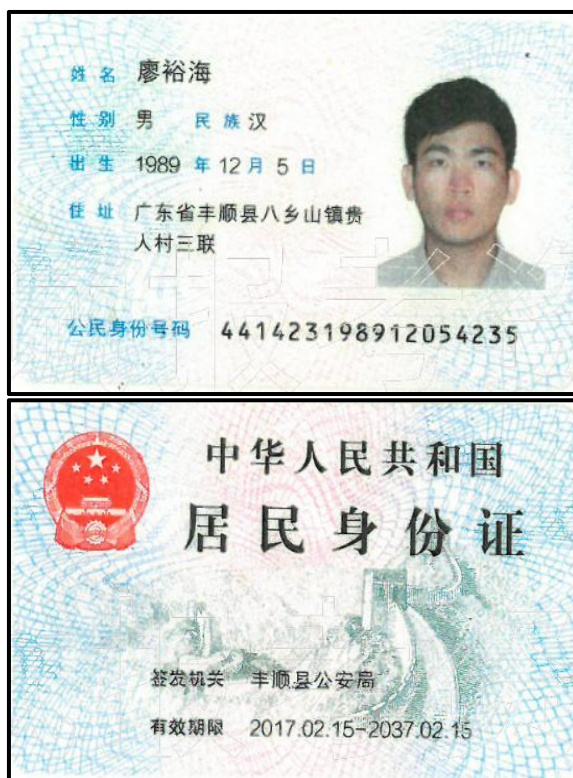 姓名 廖裕海
性别 男 民族 汉
出生 1989 年 12 月 5 日
住址 广东省丰顺县八乡山镇贵
人村三联
公民身份号码 441423198912054235
中华人民共和国
居民身份证
签发机关 丰顺县公安局
有效期限 2017.02.15-2037.02.15